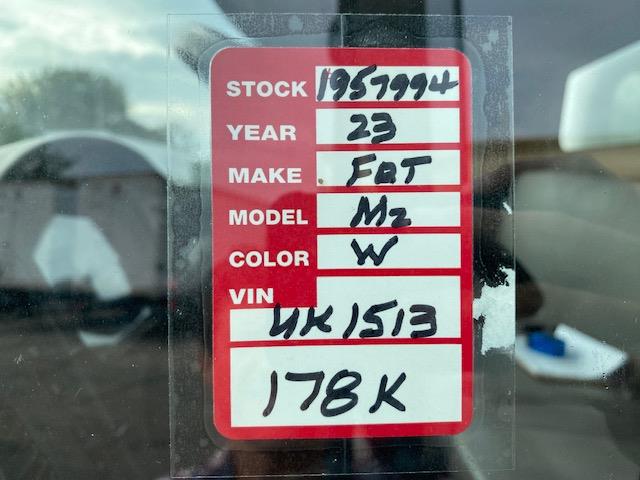 STOCK 1957994
YEAR 23
MAKE FRT
MODEL M2
COLOR W
VIN
UK1513
178K